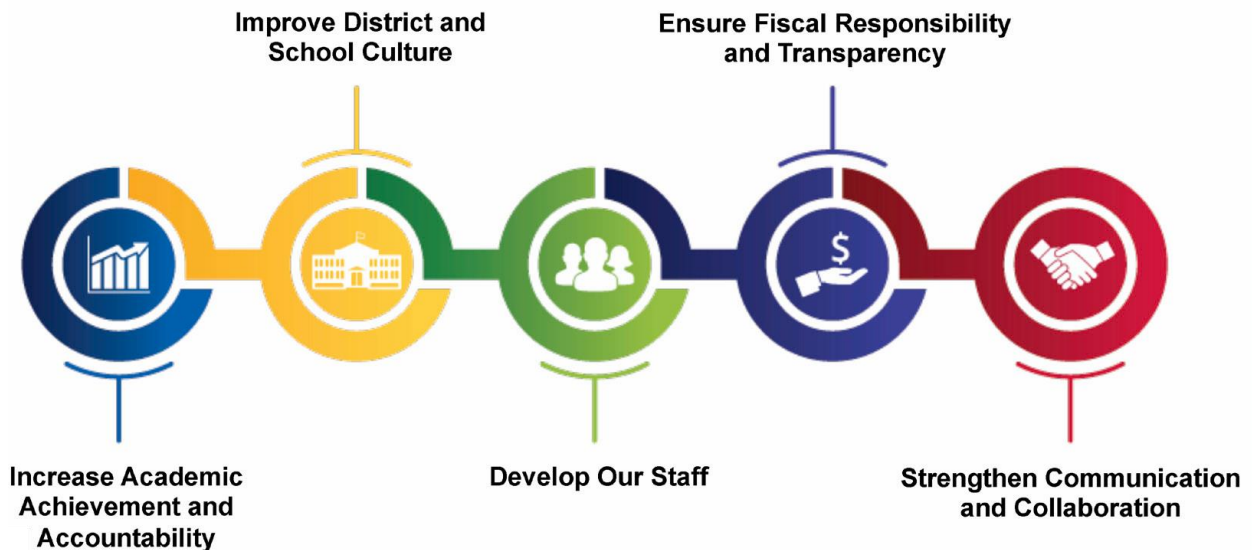 Improve District and
School Culture
Ensure Fiscal Responsibility
and Transparency
$
Increase Academic
Achievement and
Accountability
Develop Our Staff
Strengthen Communication
and Collaboration